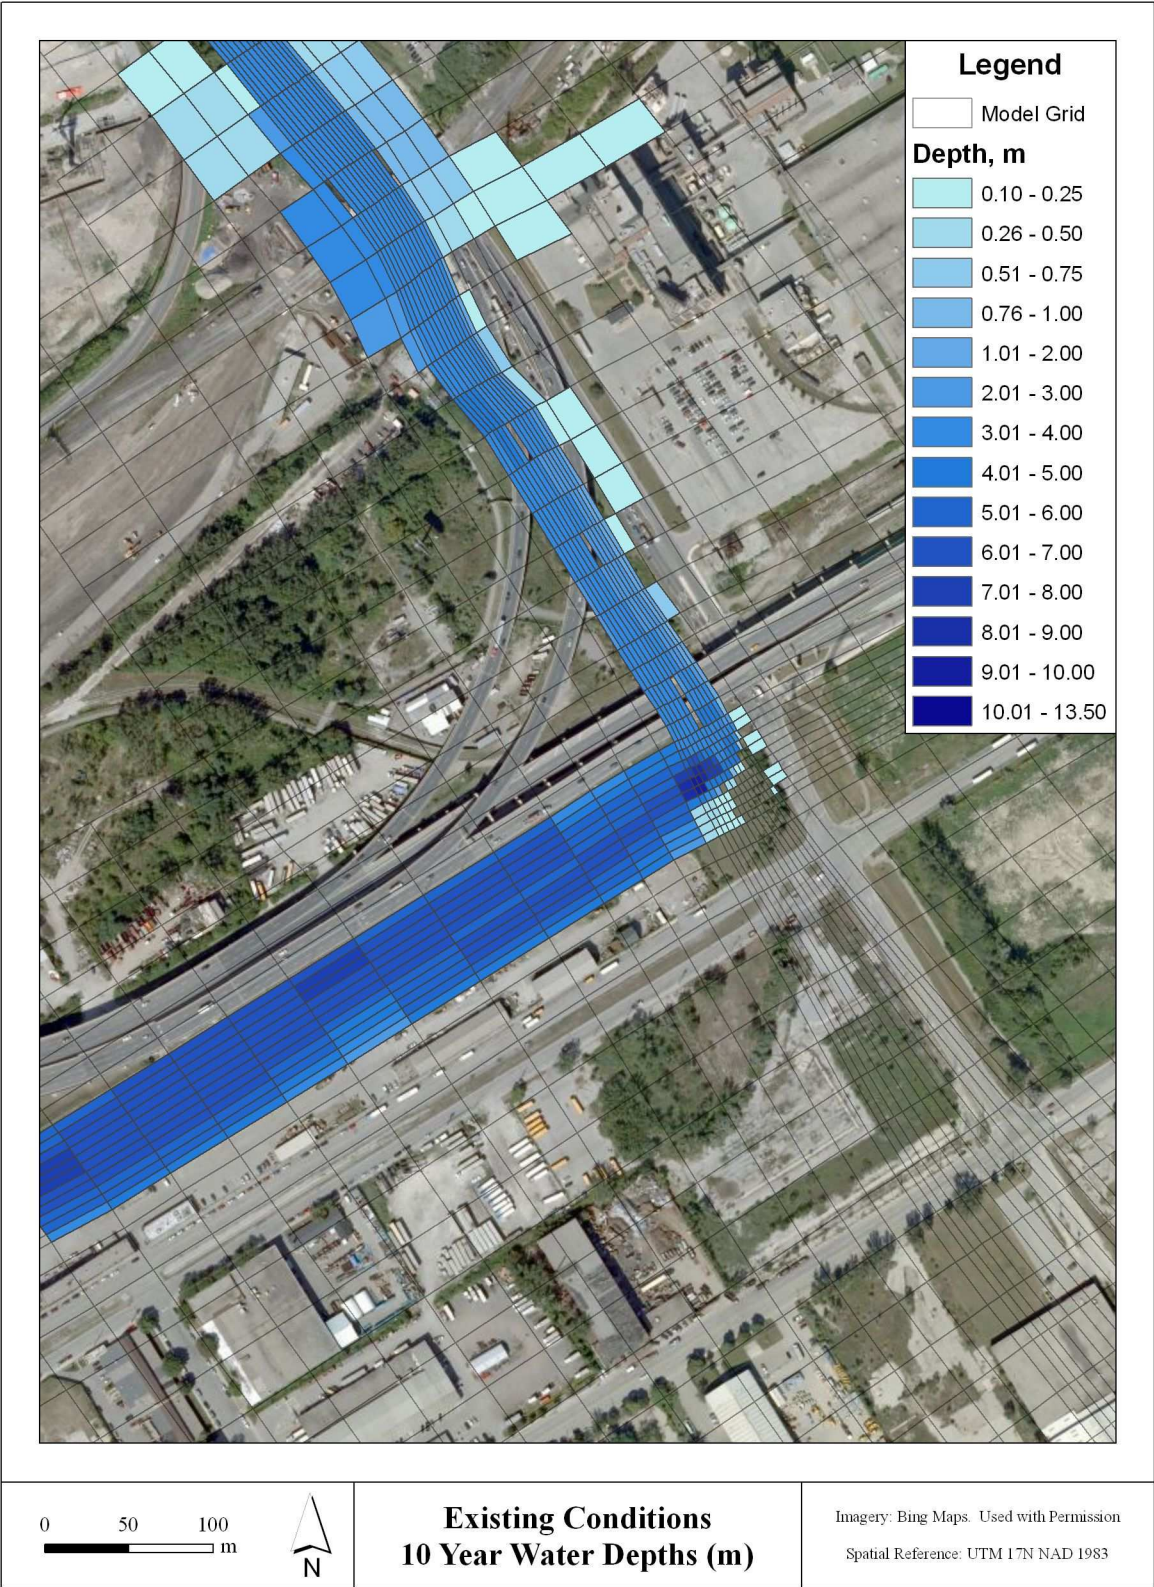 Legend
Model Grid
Depth, m
0.10 - 0.25
0.26 - 0.50
0.51 - 0.75
0.76 - 1.00
1.01 - 2.00
2.01 - 3.00
3.01 - 4.00
4.01 - 5.00
5.01 - 6.00
6.01 - 7.00
7.01 - 8.00
8.01 - 9.00
9.01 - 10.00
10.01 - 13.50
0 50 100
m
N
Existing Conditions
10 Year Water Depths (m)
Imagery: Bing Maps. Used with Permission
Spatial Reference: UTM 17N NAD 1983